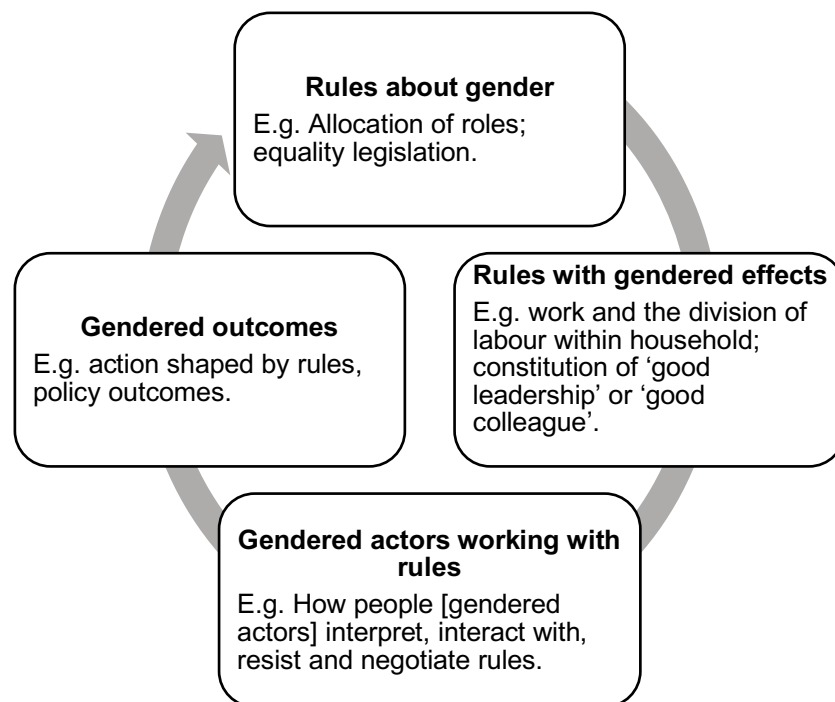 Rules about gender
E.g. Allocation of roles;
equality legislation.
Rules with gendered effects
E.g. work and the division of
labour within household;
constitution of ‘good
leadership’ or ‘good
colleague’.
Gendered actors working with
rules
E.g. How people [gendered
actors] interpret, interact with,
resist and negotiate rules.
Gendered outcomes
E.g. action shaped by rules,
policy outcomes.